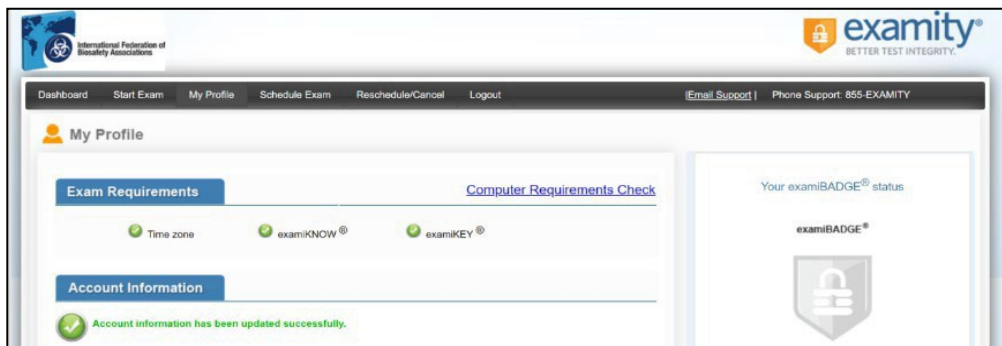 International Federation of
Biosafety Associations
examity®
BETTER TEST INTEGRITY.
Dashboard Start Exam My Profile Schedule Exam Reschedule/Cancel Logout |Email Support| Phone Support: 855-EXAMITY
My Profile
Exam Requirements Computer Requirements Check
Time zone examiKNOW® examiKEY®
Account Information
Account information has been updated successfully.
Your examiBADGE® status
examiBADGE®